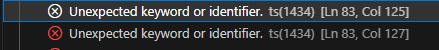 Unexpected keyword or identifier. ts(1434) [Ln 83, Col 125]
Unexpected keyword or identifier. ts(1434) [Ln 83, Col 127]